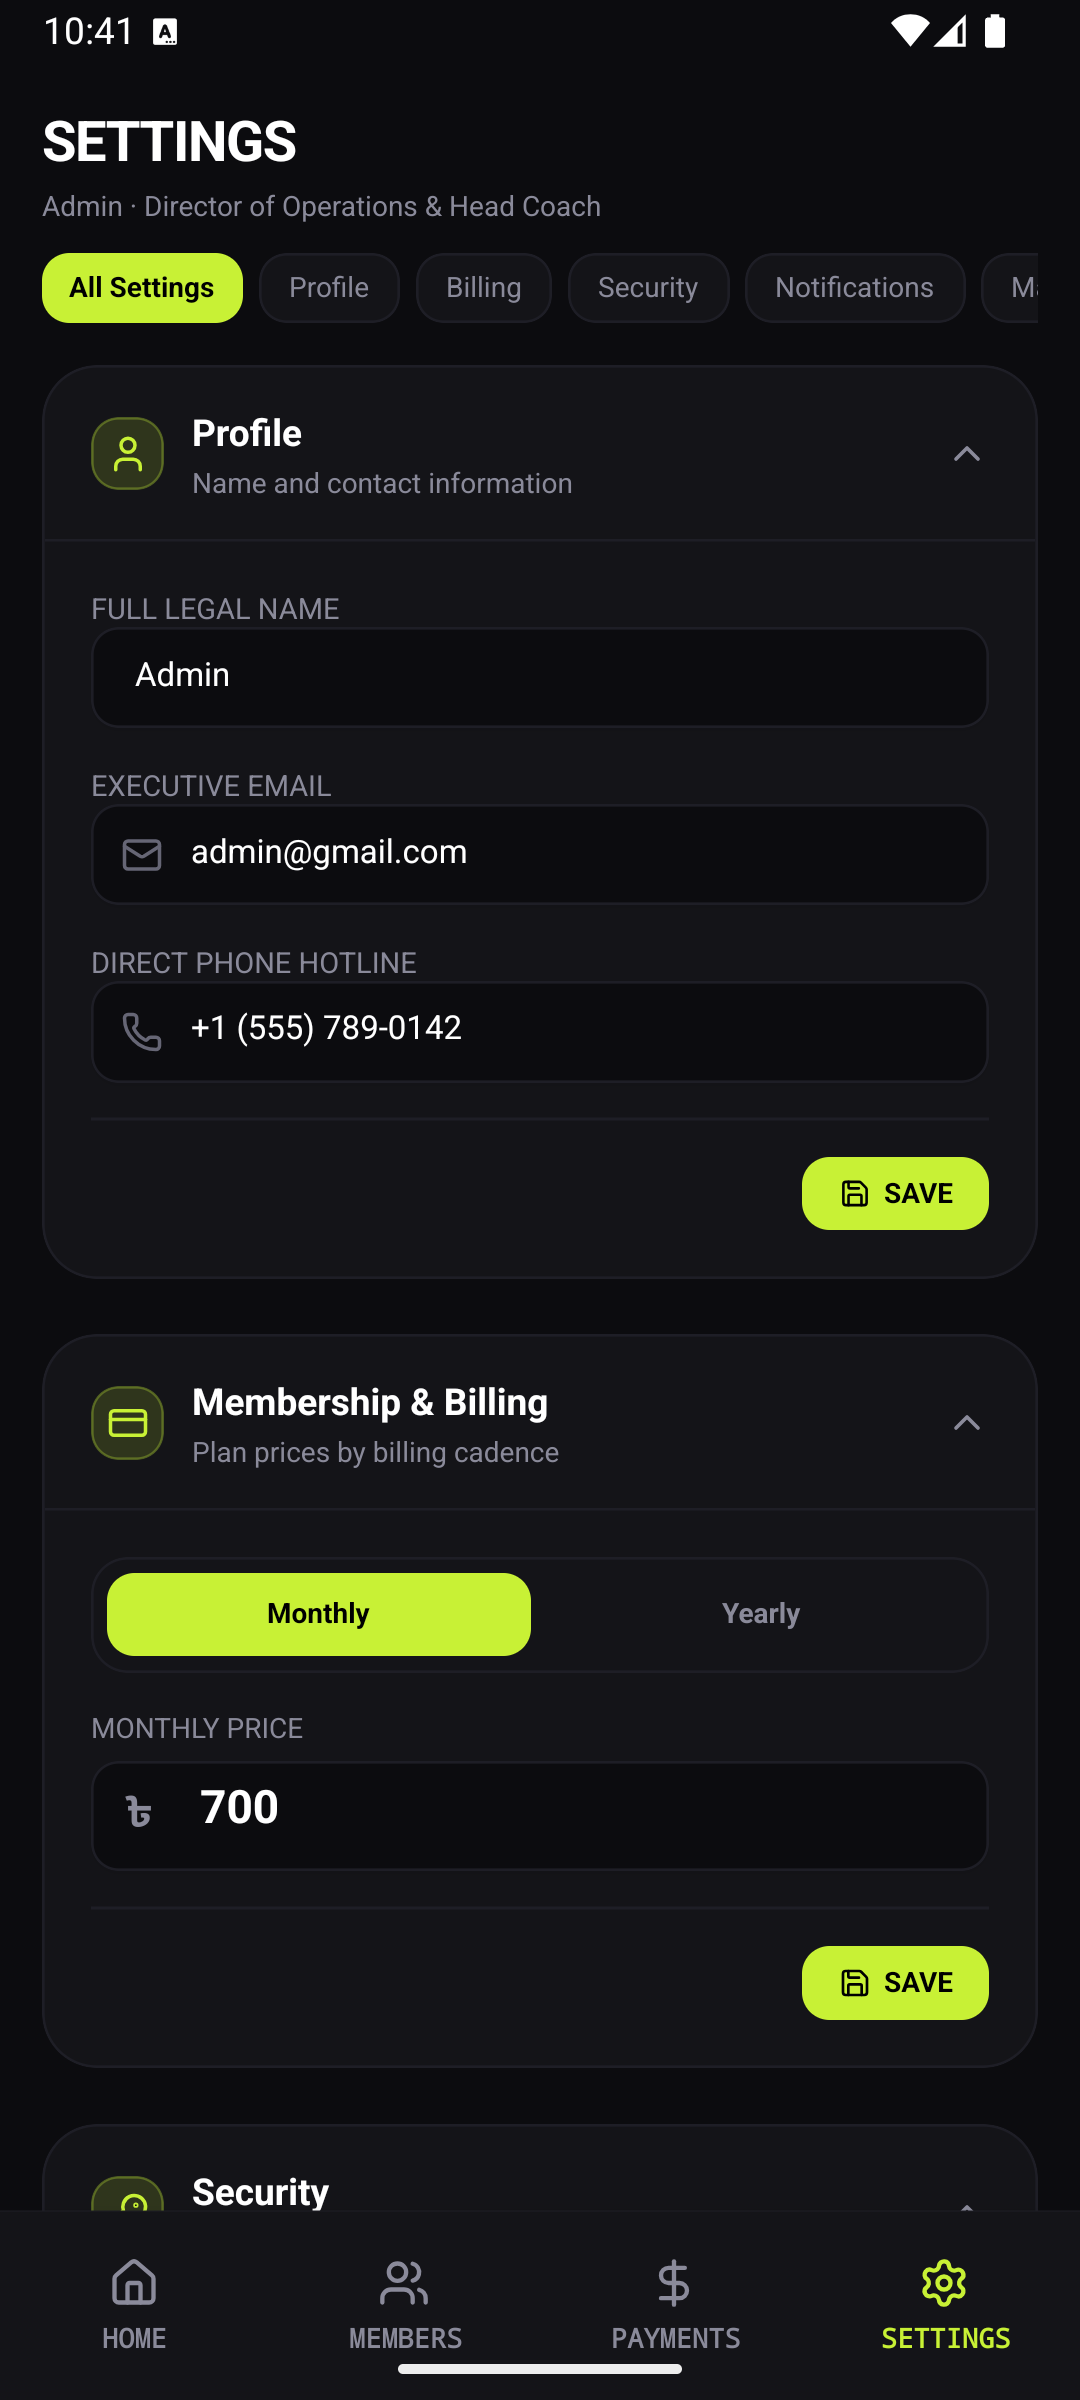 10:41
SETTINGS
Admin · Director of Operations & Head Coach
All Settings
Profile
Billing
Security
Notifications
Profile
Name and contact information
FULL LEGAL NAME
Admin
EXECUTIVE EMAIL
admin@gmail.com
DIRECT PHONE HOTLINE
+1 (555) 789-0142
SAVE
Membership & Billing
Plan prices by billing cadence
Monthly
Yearly
MONTHLY PRICE
৳ 700
SAVE
Security
HOME
MEMBERS
PAYMENTS
SETTINGS